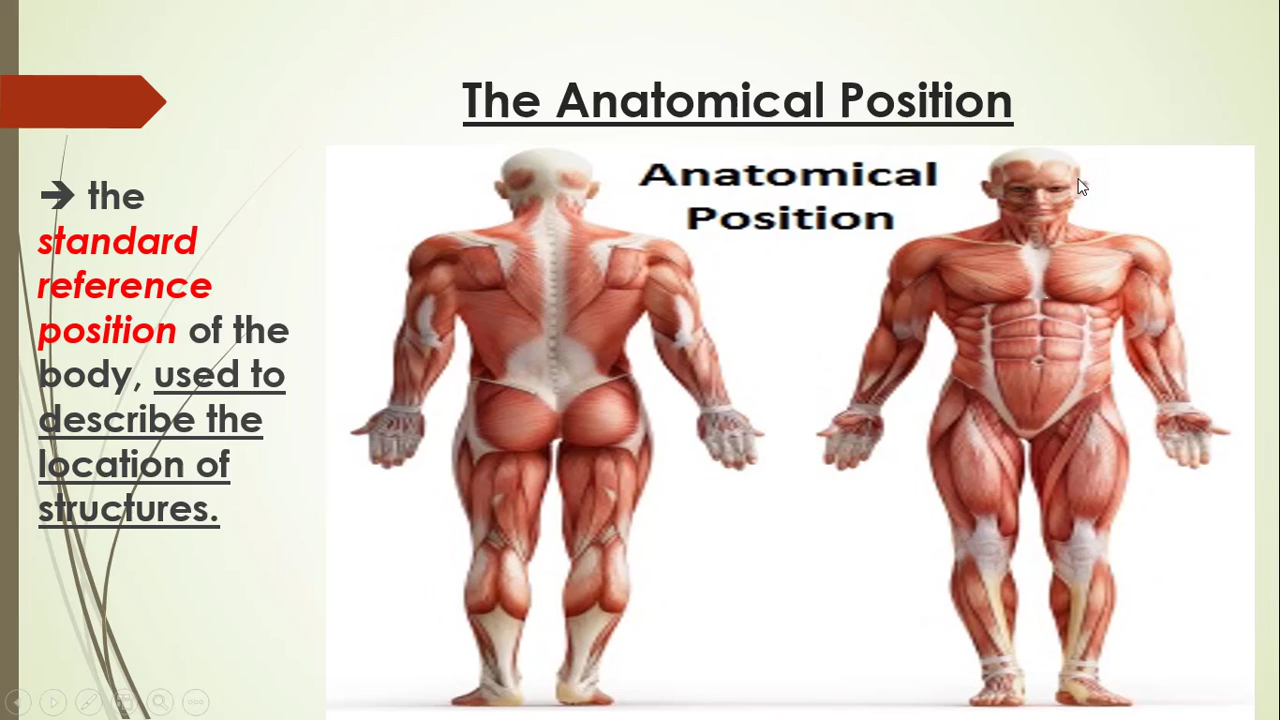 The Anatomical Position
→ the
standard
reference
position of the
body, used to
describe the
location of
structures.
Anatomical
Position